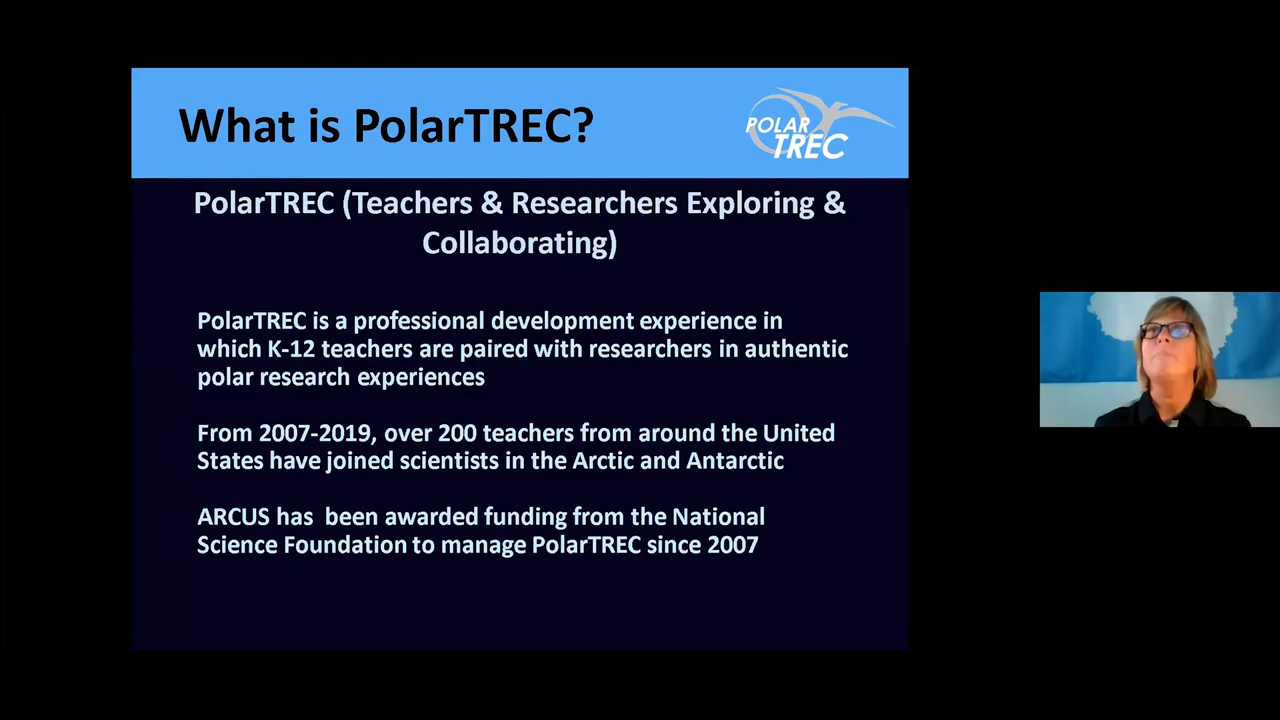 What is PolarTREC?
POLAR
TREC
PolarTREC (Teachers & Researchers Exploring &
Collaborating)
PolarTREC is a professional development experience in
which K-12 teachers are paired with researchers in authentic
polar research experiences
From 2007-2019, over 200 teachers from around the United
States have joined scientists in the Arctic and Antarctic
ARCUS has  been awarded funding from the National
Science Foundation to manage PolarTREC since 2007